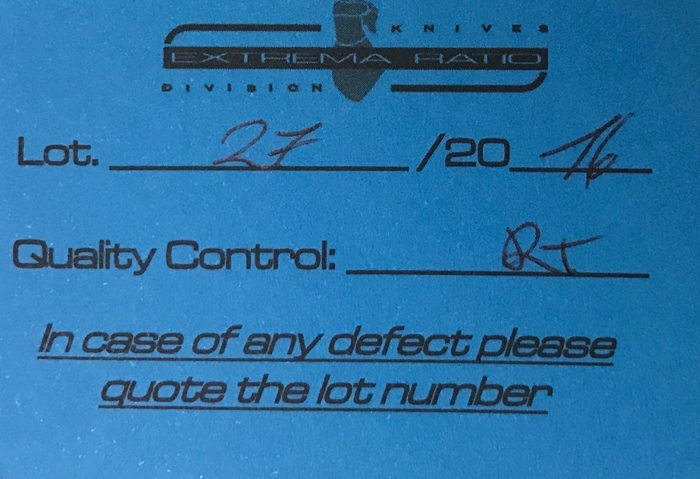 KNIVES
EXTREMA RATIO
DIVISION
Lot. 27 /20 16
Quality Control: RT
In case of any defect please
quote the lot number